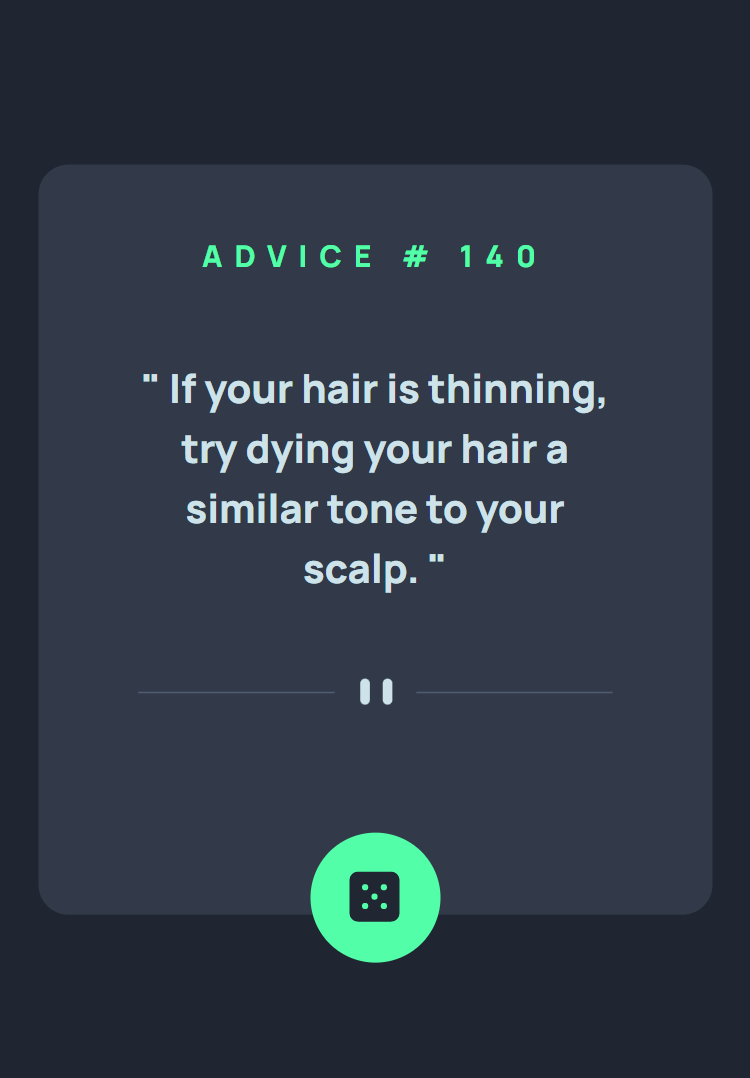 ADVICE # 140
" If your hair is thinning,
try dying your hair a
similar tone to your
scalp. "